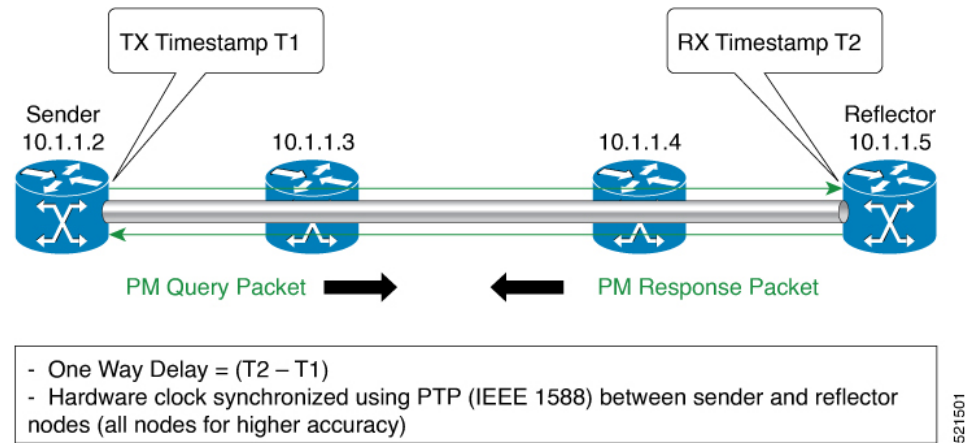 TX Timestamp T1
RX Timestamp T2
Sender
10.1.1.2
10.1.1.3
10.1.1.4
Reflector
10.1.1.5
PM Query Packet
PM Response Packet
- One Way Delay = (T2 – T1)
- Hardware clock synchronized using PTP (IEEE 1588) between sender and reflector
nodes (all nodes for higher accuracy)
521501